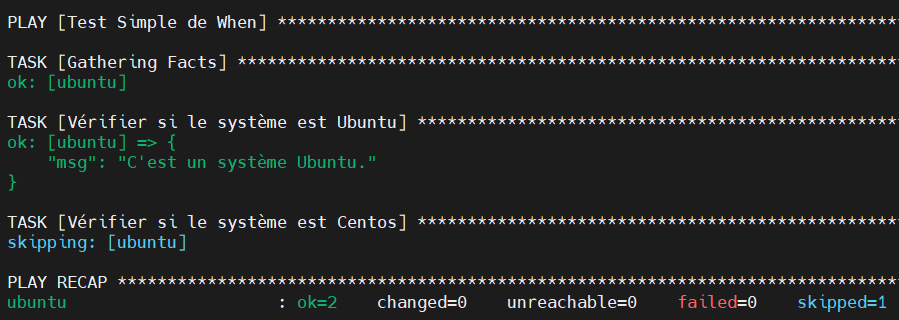 PLAY [Test Simple de When] ***************************************************************
TASK [Gathering Facts] *******************************************************************
ok: [ubuntu]
TASK [Vérifier si le système est Ubuntu] *************************************************
ok: [ubuntu] => {
    "msg": "C'est un système Ubuntu."
}
TASK [Vérifier si le système est Centos] *************************************************
skipping: [ubuntu]
PLAY RECAP *******************************************************************************
ubuntu                     : ok=2    changed=0    unreachable=0    failed=0    skipped=1